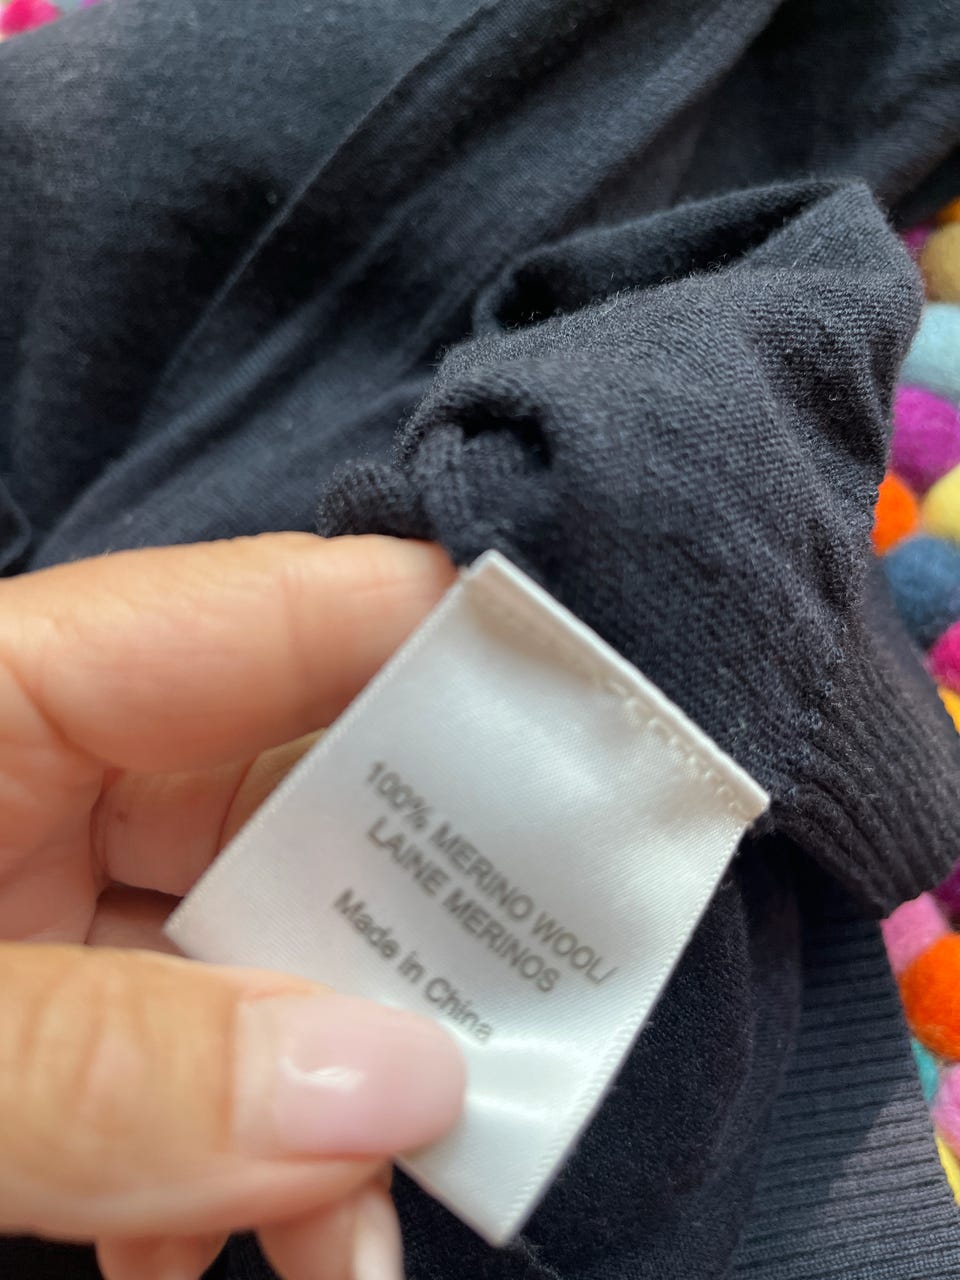 100% MERINO WOOL/
LAINE MERINOS
Made in China